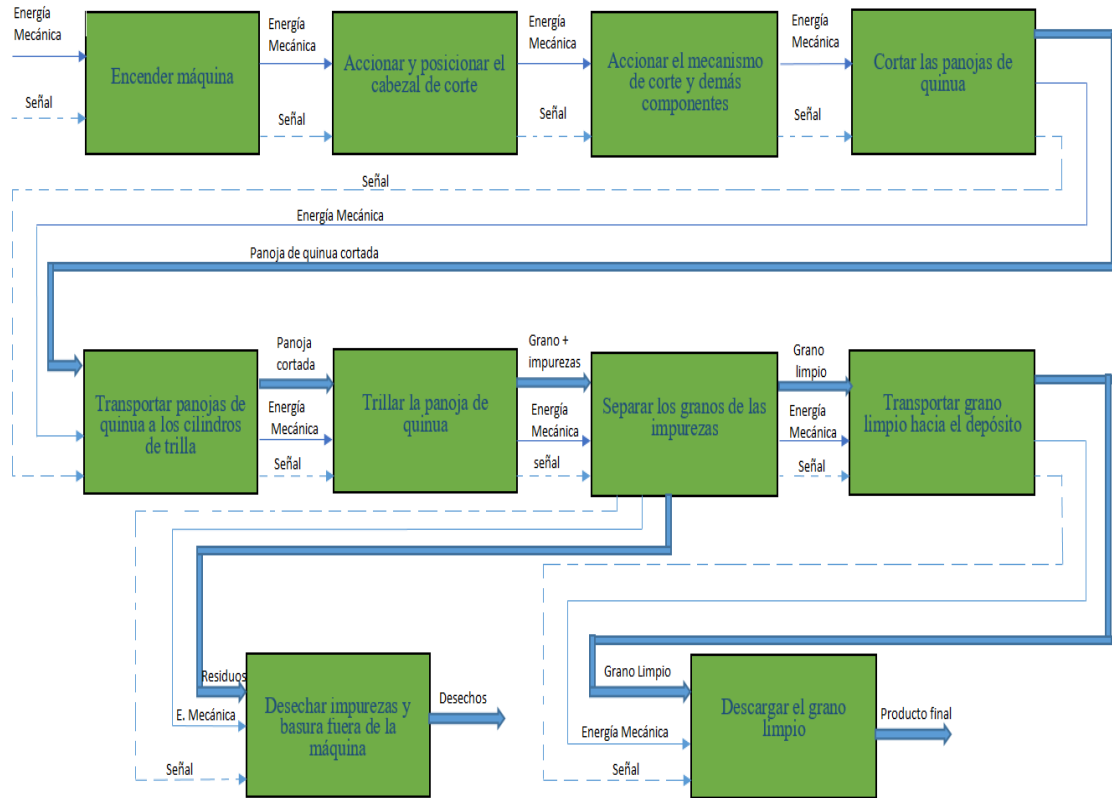 Energía
Mecánica
Señal
Encender máquina
Energía
Mecánica
Señal
Accionar y posicionar el
cabezal de corte
Energía
Mecánica
Señal
Accionar el mecanismo
de corte y demás
componentes
Energía
Mecánica
Señal
Cortar las panojas de
quinua
Señal
Energía Mecánica
Panoja de quinua cortada
Transportar panojas de
quinua a los cilindros
de trilla
Panoja
cortada
Energía
Mecánica
Señal
Trillar la panoja de
quinua
Grano +
impurezas
Energía
Mecánica
señal
Separar los granos de las
impurezas
Grano
limpio
Energía
Mecánica
Señal
Transportar grano
limpio hacia el depósito
Residuos
E. Mecánica
Señal
Desechar impurezas y
basura fuera de la
máquina
Desechos
Grano Limpio
Energía Mecánica
Señal
Descargar el grano
limpio
Producto final